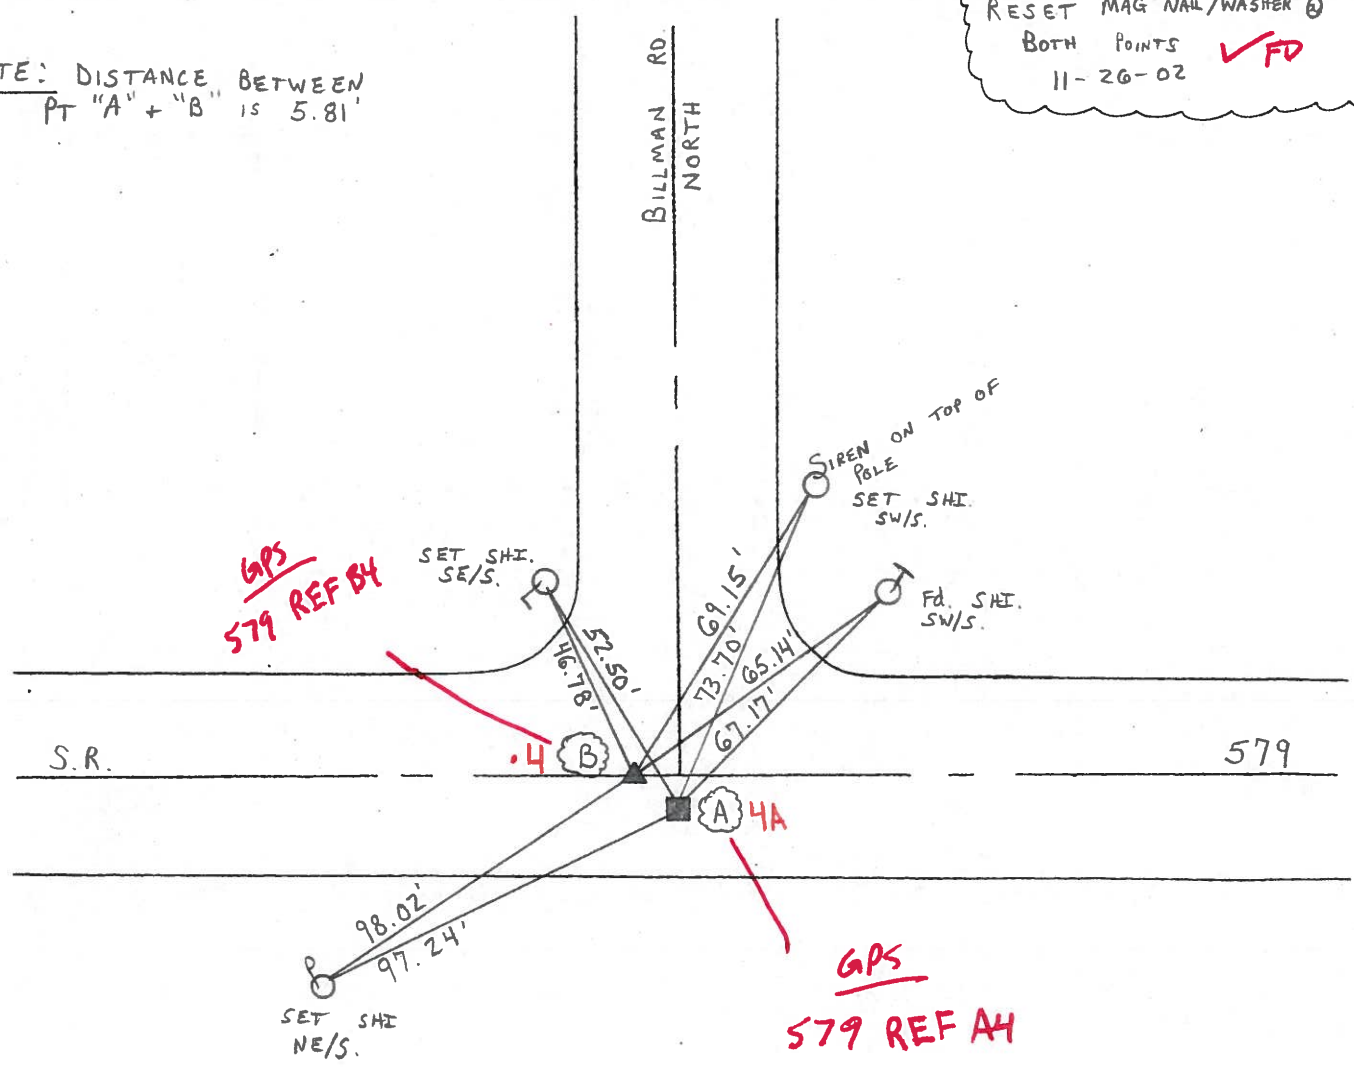 RESET MAG NAIL/WASHER @
BOTH POINTS
11-26-02
✓ FD
TE: DISTANCE BETWEEN
PT "A" + "B" IS 5.81'
BILLMAN RD.
NORTH
SIREN ON TOP OF
POLE
SET SHI.
SW/S.
SET SHI.
SE/S.
Fd. SHI.
SW/S.
GPS
579 REF B4
52.50'
46.78'
69.15'
73.70'
65.14'
67.17'
S.R.
579
.4
B
A
4A
98.02'
97.24'
P
SET SHI
NE/S.
GPS
579 REF A4